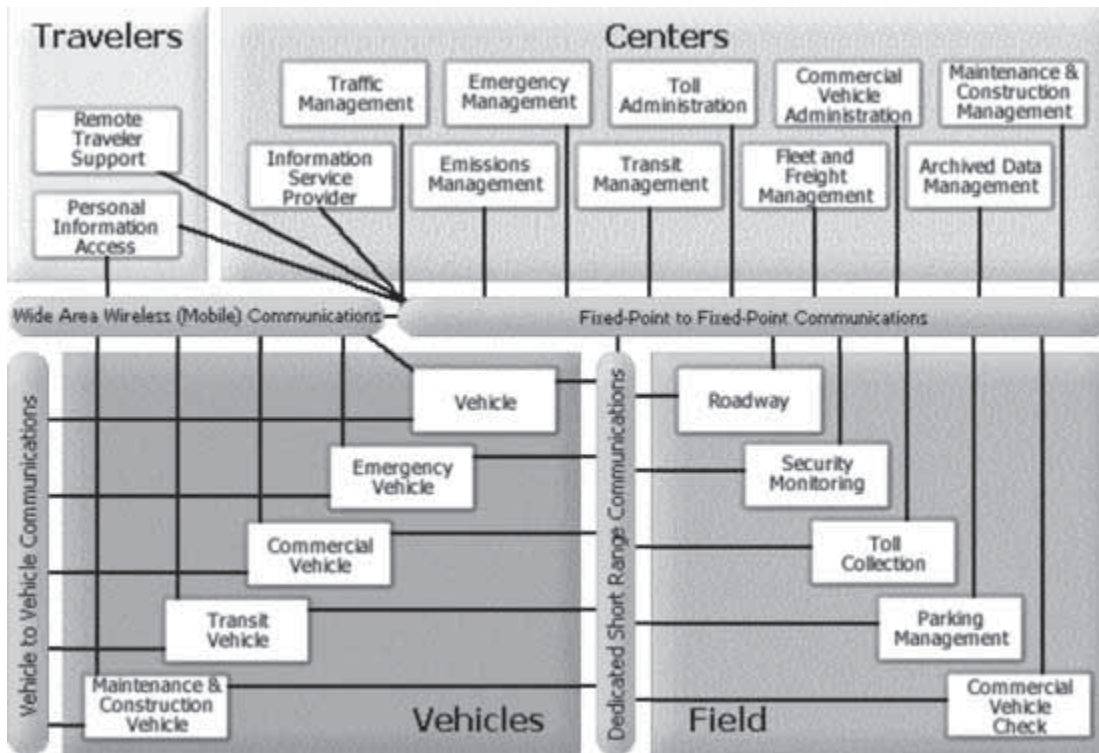 Travelers
Remote
Traveler
Support
Personal
Information
Access
Centers
Traffic
Management
Emergency
Management
Toll
Administration
Commercial
Vehicle
Administration
Maintenance &
Construction
Management
Information
Service
Provider
Emissions
Management
Transit
Management
Fleet and
Freight
Management
Archived Data
Management
Wide Area Wireless (Mobile) Communications
Fixed-Point to Fixed-Point Communications
Vehicle to Vehicle Communications
Vehicle
Emergency
Vehicle
Commercial
Vehicle
Transit
Vehicle
Maintenance &
Construction
Vehicle
Vehicles
Dedicated Short Range Communications
Roadway
Security
Monitoring
Toll
Collection
Parking
Management
Commercial
Vehicle
Check
Field